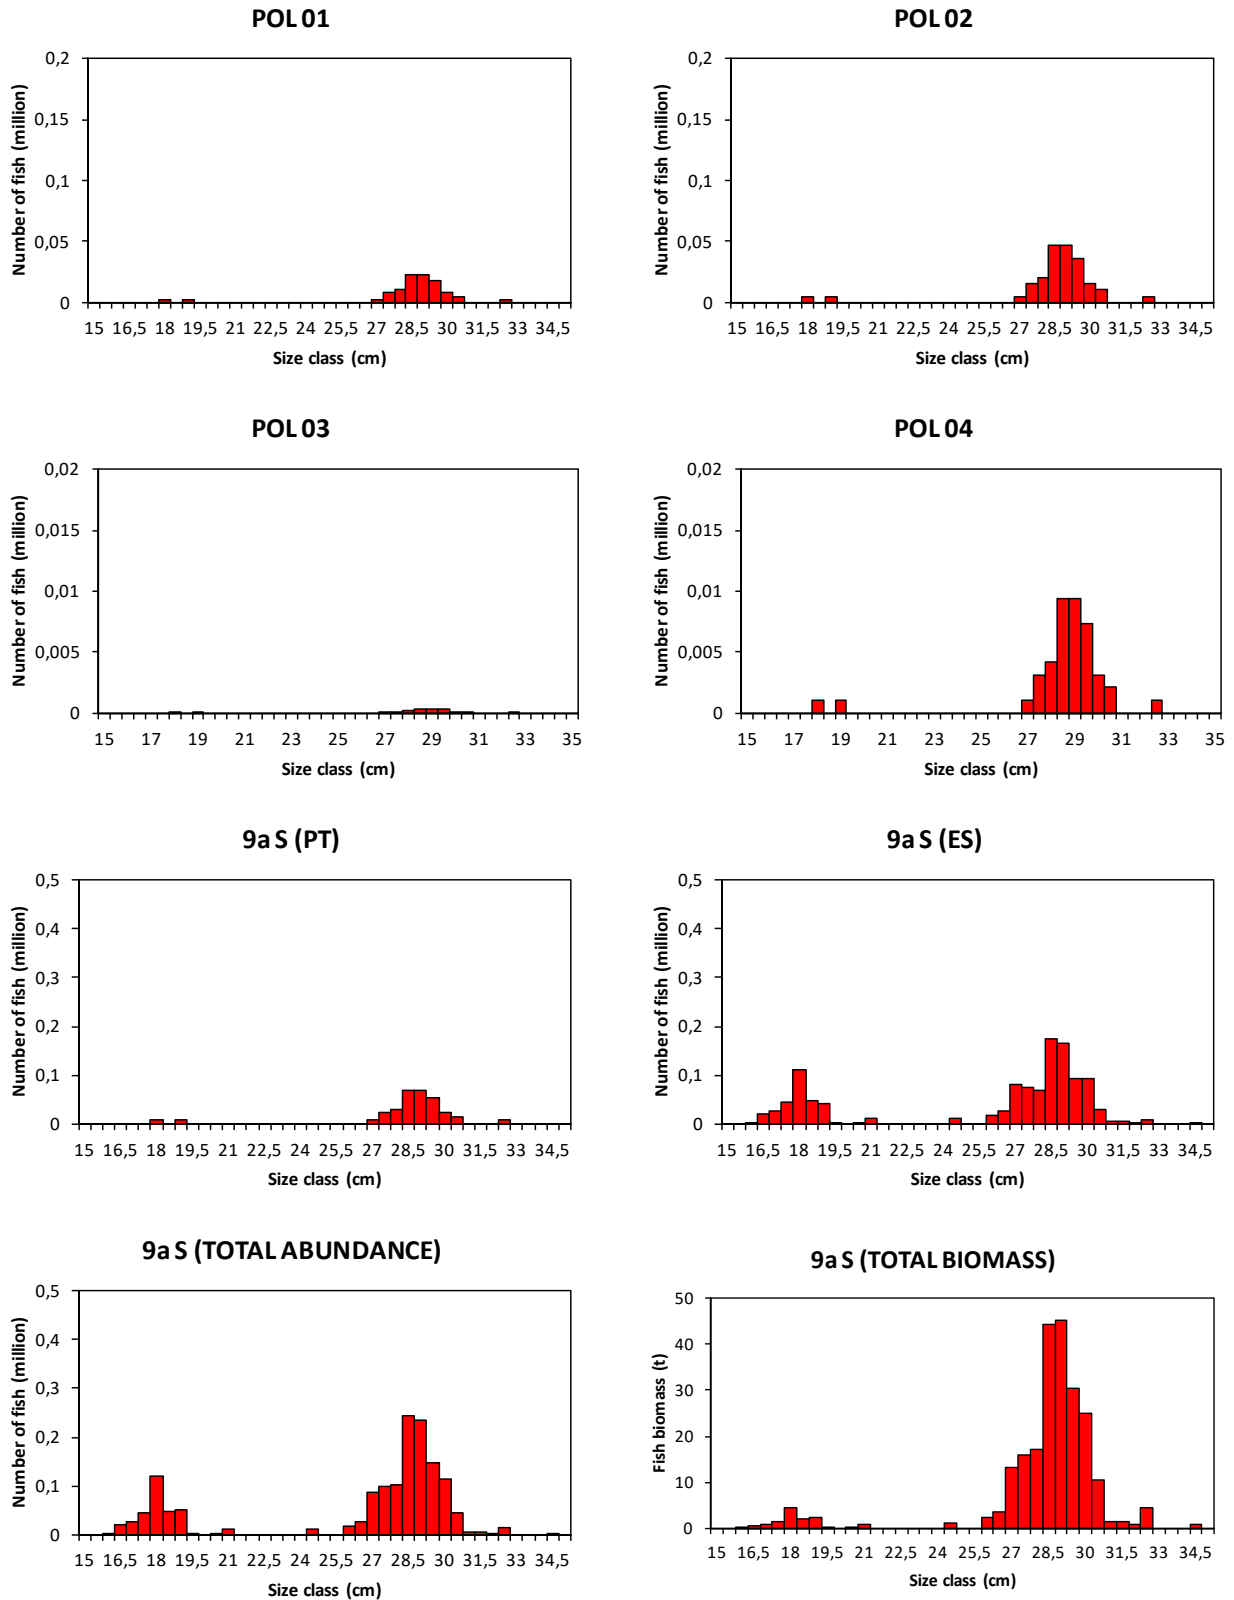 POL 01
0,2
0,15
0,1
0,05
0
Number of fish (million)
15 16,5 18 19,5 21 22,5 24 25,5 27 28,5 30 31,5 33 34,5
Size class (cm)
POL 02
0,2
0,15
0,1
0,05
0
Number of fish (million)
15 16,5 18 19,5 21 22,5 24 25,5 27 28,5 30 31,5 33 34,5
Size class (cm)
POL 03
0,02
0,015
0,01
0,005
0
Number of fish (million)
15 17 19 21 23 25 27 29 31 33 35
Size class (cm)
POL 04
0,02
0,015
0,01
0,005
0
Number of fish (million)
15 17 19 21 23 25 27 29 31 33 35
Size class (cm)
9a S (PT)
0,5
0,4
0,3
0,2
0,1
0
Number of fish (million)
15 16,5 18 19,5 21 22,5 24 25,5 27 28,5 30 31,5 33 34,5
Size class (cm)
9a S (ES)
0,5
0,4
0,3
0,2
0,1
0
Number of fish (million)
15 16,5 18 19,5 21 22,5 24 25,5 27 28,5 30 31,5 33 34,5
Size class (cm)
9a S (TOTAL ABUNDANCE)
0,5
0,4
0,3
0,2
0,1
0
Number of fish (million)
15 16,5 18 19,5 21 22,5 24 25,5 27 28,5 30 31,5 33 34,5
Size class (cm)
9a S (TOTAL BIOMASS)
50
40
30
20
10
0
Fish biomass (t)
15 16,5 18 19,5 21 22,5 24 25,5 27 28,5 30 31,5 33 34,5
Size class (cm)